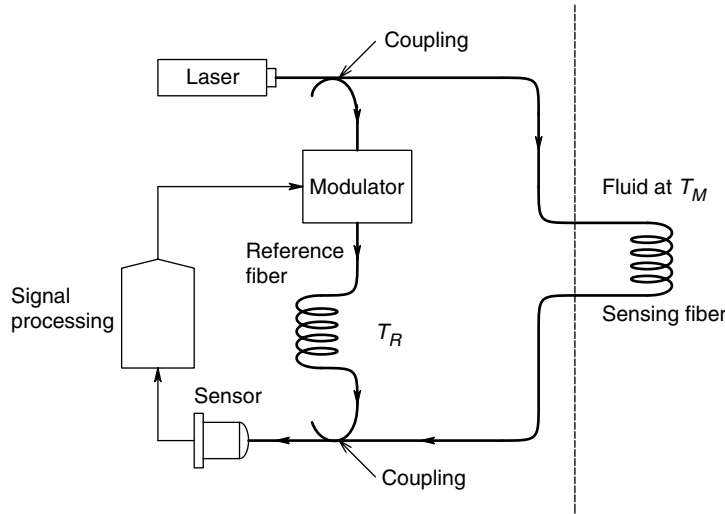 Coupling
Laser
Modulator
Fluid at T_M
Reference
fiber
Signal
processing
Sensing fiber
T_R
Sensor
Coupling